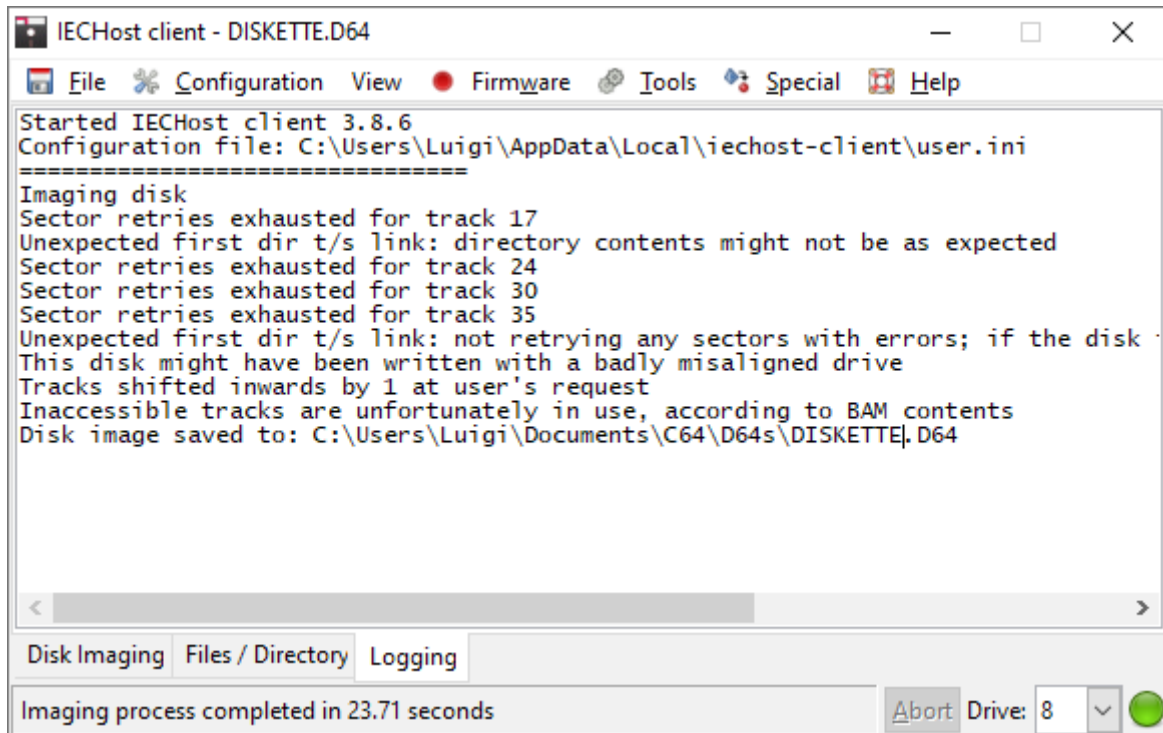 IECHost client - DISKETTE.D64
File Configuration View Firmware Tools Special Help
Started IECHost client 3.8.6
Configuration file: C:\Users\Luigi\AppData\Local\iechost-client\user.ini
================================
Imaging disk
Sector retries exhausted for track 17
Unexpected first dir t/s link: directory contents might not be as expected
Sector retries exhausted for track 24
Sector retries exhausted for track 30
Sector retries exhausted for track 35
Unexpected first dir t/s link: not retrying any sectors with errors; if the disk
This disk might have been written with a badly misaligned drive
Tracks shifted inwards by 1 at user's request
Inaccessible tracks are unfortunately in use, according to BAM contents
Disk image saved to: C:\Users\Luigi\Documents\C64\D64s\DISKETTE.D64
Disk Imaging Files / Directory Logging
Imaging process completed in 23.71 seconds Abort Drive: 8